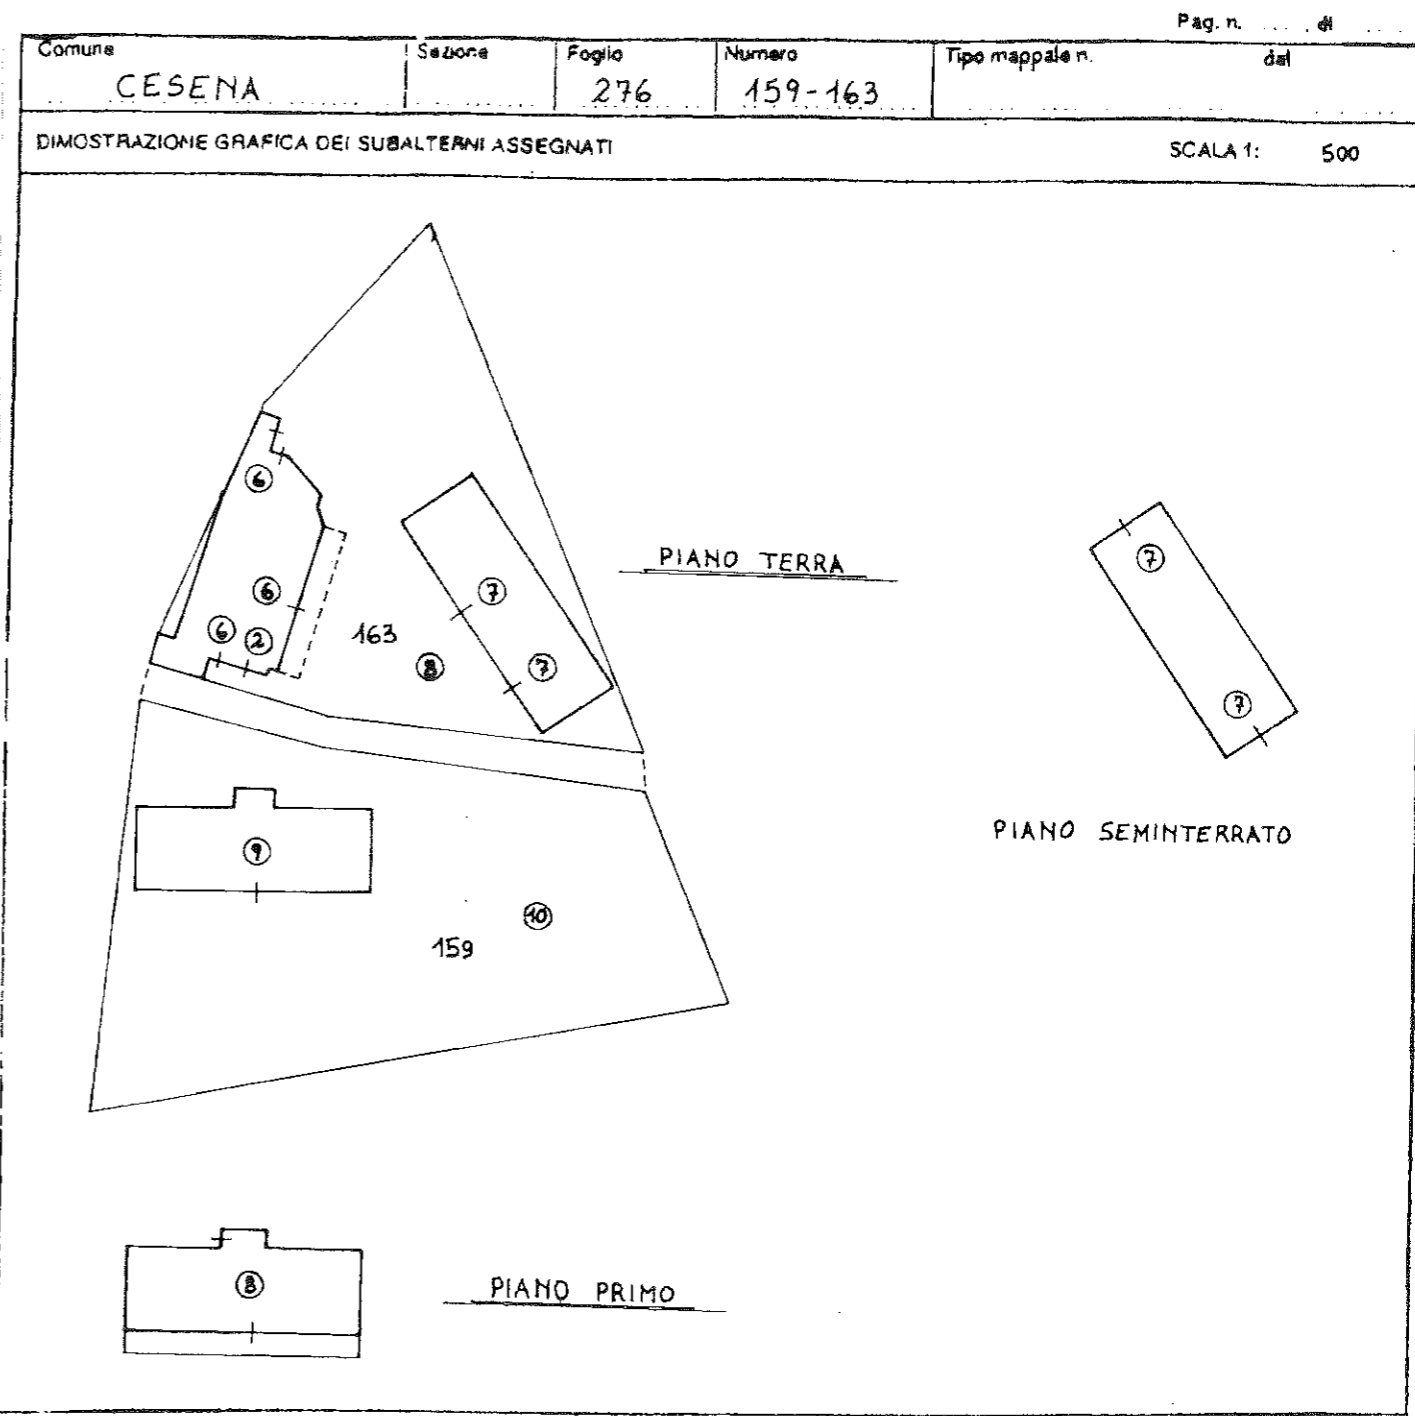 Pag. n. .... di ....
Comune Sezione Foglio Numero Tipo mappale n. del
CESENA 276 159-163
DIMOSTRAZIONE GRAFICA DEI SUBALTERNI ASSEGNATI SCALA 1: 500
6
PIANO TERRA
7
6
7
6 2
163
8
7
7
PIANO SEMINTERRATO
9
10
159
8
PIANO PRIMO